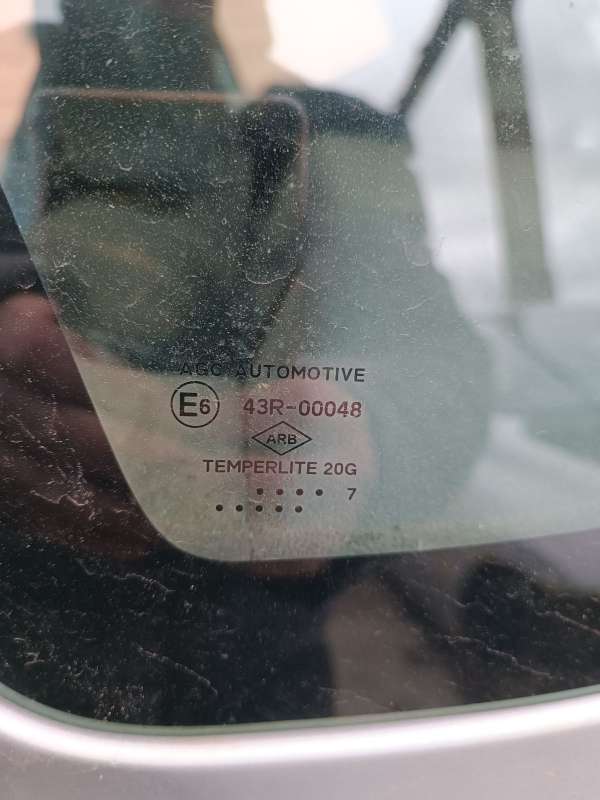 AGC AUTOMOTIVE
E6 43R-00048
ARB
TEMPERLITE 20G
•••• 7
•••••